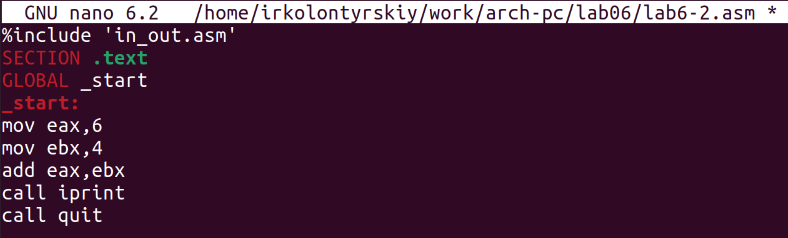 GNU nano 6.2 /home/irkolontyrskiy/work/arch-pc/lab06/lab6-2.asm *
%include 'in_out.asm'
SECTION .text
GLOBAL _start
_start:
mov eax,6
mov ebx,4
add eax,ebx
call iprint
call quit